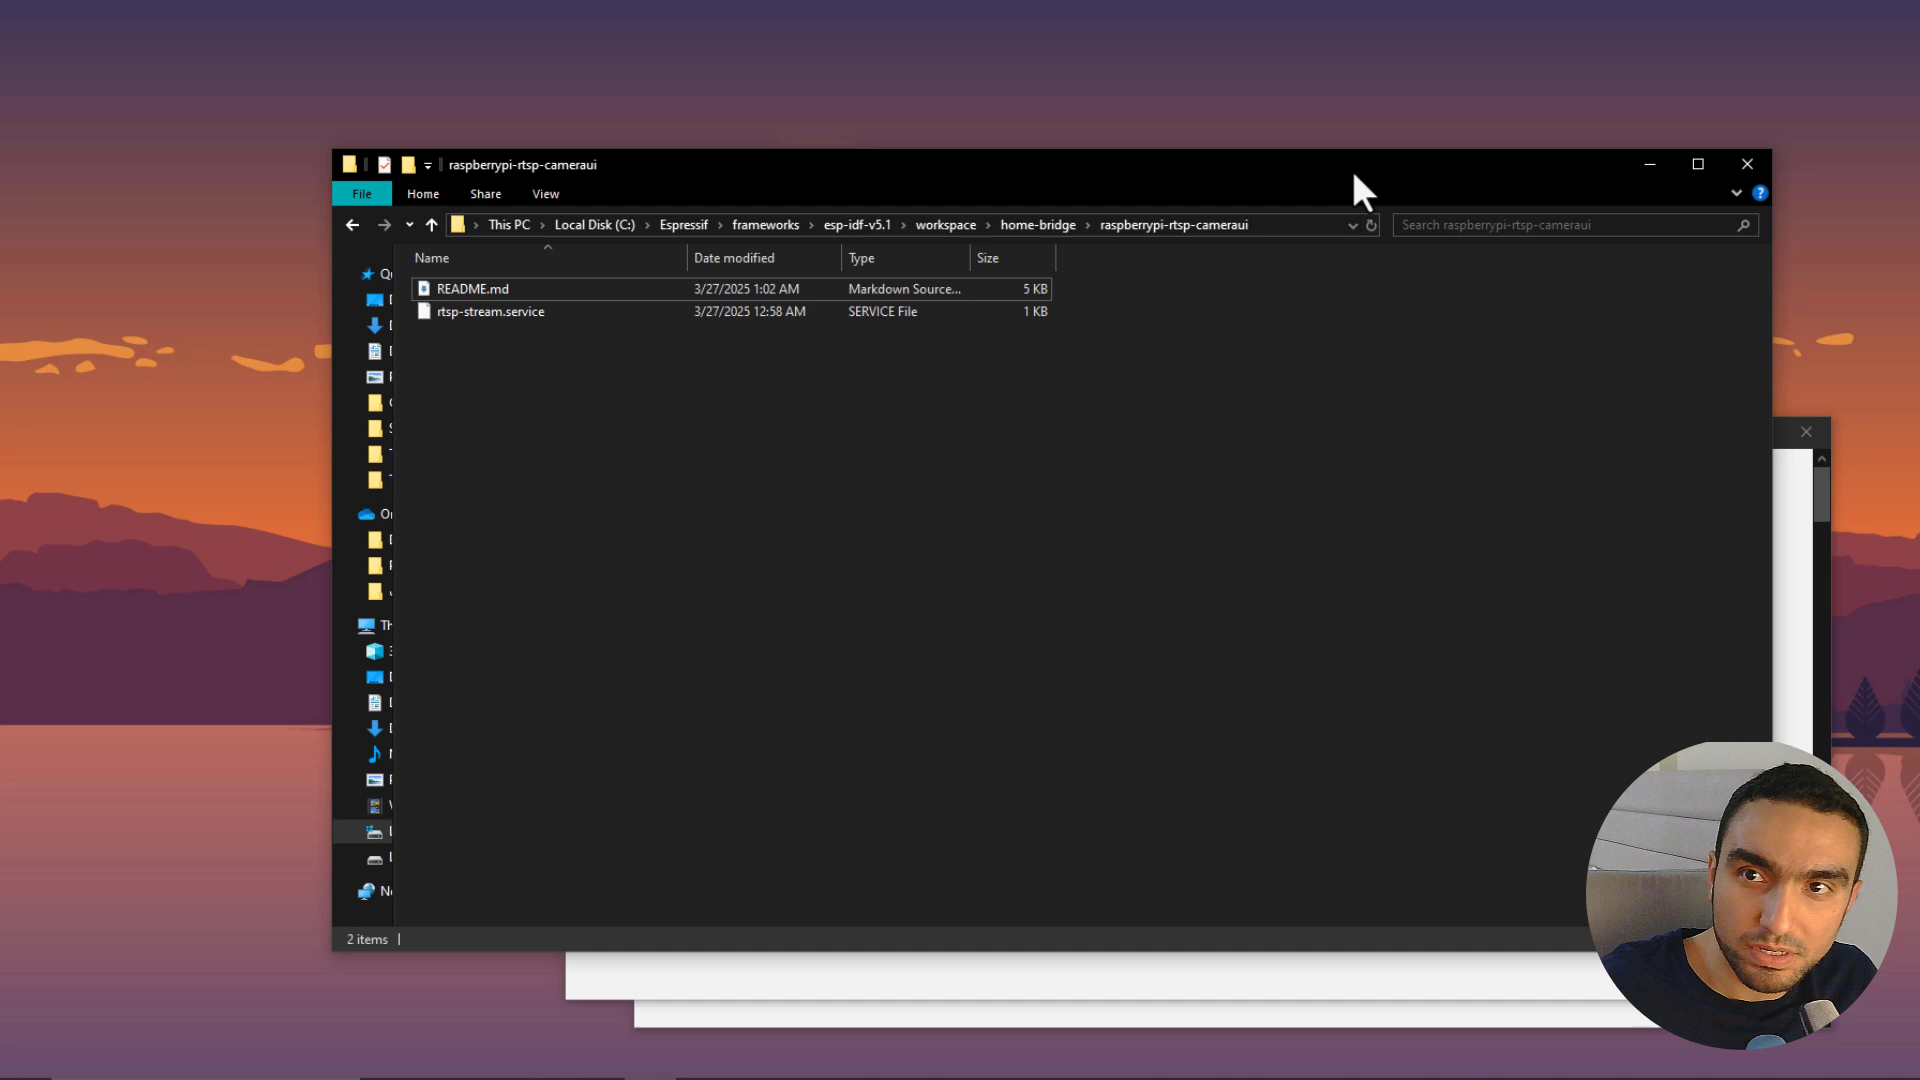 raspberrypi-rtsp-cameraui
File Home Share View
This PC Local Disk (C:) Espressif frameworks esp-idf-v5.1 workspace home-bridge raspberrypi-rtsp-cameraui Search raspberrypi-rtsp-cameraui
Name Date modified Type Size
README.md 3/27/2025 1:02 AM Markdown Source... 5 KB
rtsp-stream.service 3/27/2025 12:58 AM SERVICE File 1 KB
2 items